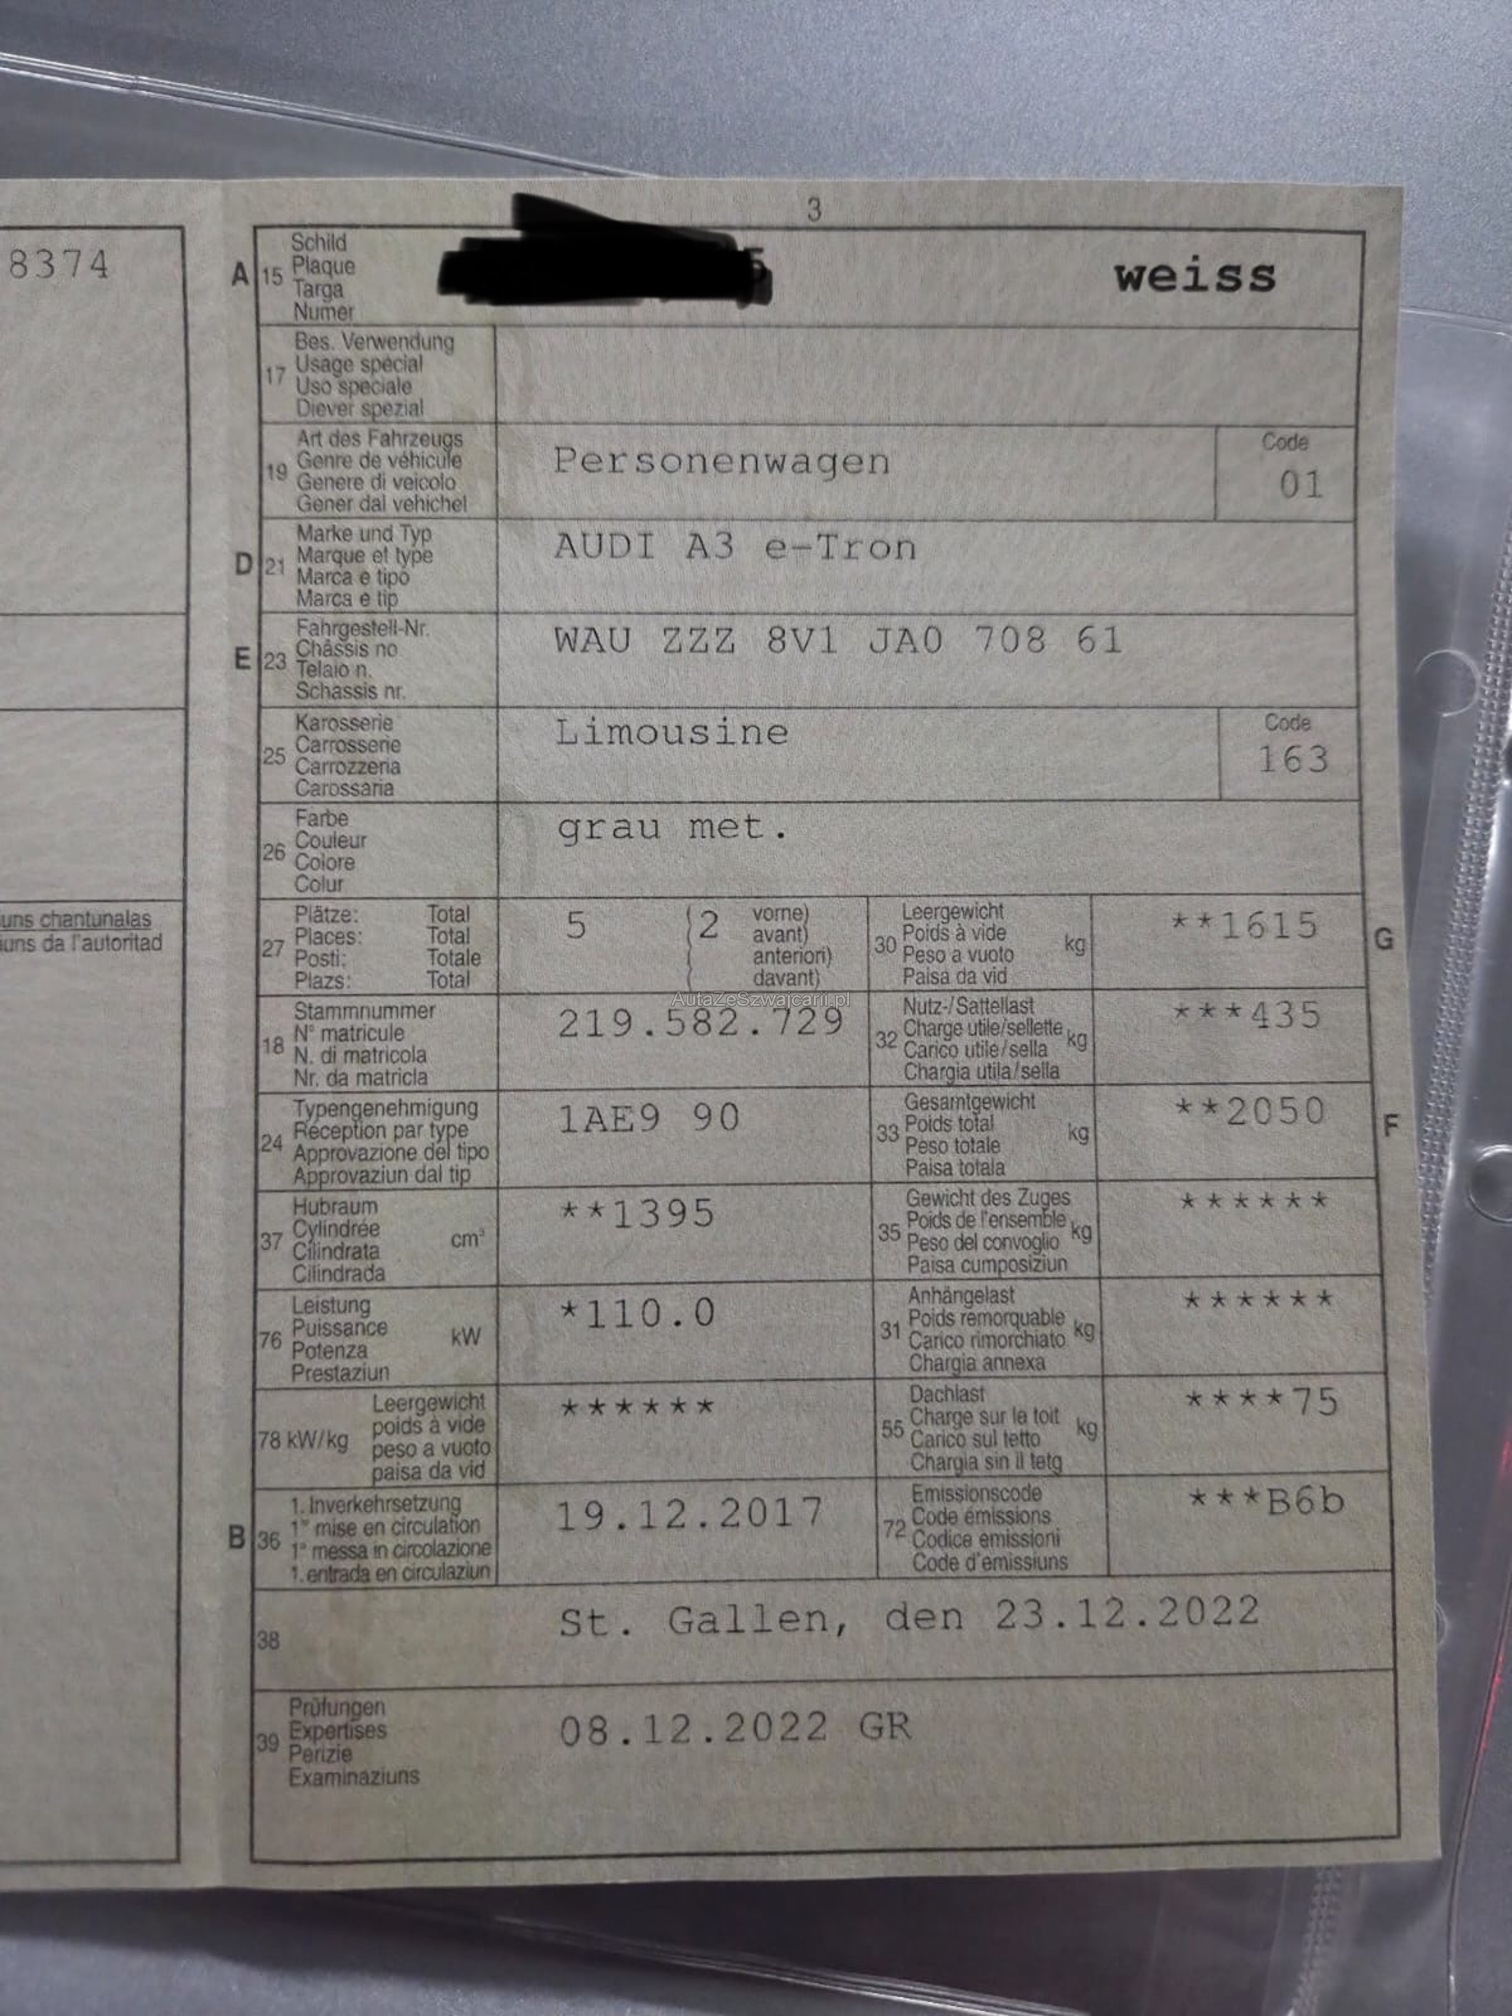 3
8374
A 15 Schild
Plaque
Targa
Numer
weiss
17 Bes. Verwendung
Usage spécial
Uso speciale
Diever spezial
19 Art des Fahrzeugs
Genre de véhicule
Genere di veicolo
Gener dal vehichel
Personenwagen
Code
01
D 21 Marke und Typ
Marque et type
Marca e tipo
Marca e tip
AUDI A3 e-Tron
E 23 Fahrgestell-Nr.
Châssis no
Telaio n.
Schassis nr.
WAU ZZZ 8V1 JA0 708 61
25 Karosserie
Carrosserie
Carrozzeria
Carossaria
Limousine
Code
163
26 Farbe
Couleur
Colore
Colur
grau met.
uns chantunalas
iuns da l'autoritad
27 Plätze: Total
Places: Total
Posti: Totale
Plazs: Total
5 (2 vorne)
avant)
anteriori)
davant)
30 Leergewicht
Poids à vide
Peso a vuoto
Paisa da vid
kg
**1615
G
AutaZeSzwajcarii.pl
18 Stammnummer
N° matricule
N. di matricola
Nr. da matricla
219.582.729
32 Nutz-/Sattellast
Charge utile/sellette
Carico utile/sella
Chargia utila/sella
kg
***435
24 Typengenehmigung
Réception par type
Approvazione del tipo
Approvaziun dal tip
1AE9 90
33 Gesamtgewicht
Poids total
Peso totale
Paisa totala
kg
**2050
F
37 Hubraum
Cylindrée
Cilindrata
Cilindrada
cm³
**1395
35 Gewicht des Zuges
Poids de l'ensemble
Peso del convoglio
Paisa cumposiziun
kg
******
76 Leistung
Puissance
Potenza
Prestaziun
kW
*110.0
31 Anhängelast
Poids remorquable
Carico rimorchiato
Chargia annexa
kg
******
78 kW/kg Leergewicht
poids à vide
peso a vuoto
paisa da vid
******
55 Dachlast
Charge sur le toit
Carico sul tetto
Chargia sin il tetg
kg
****75
B 36 1. Inverkehrsetzung
1re mise en circulation
1a messa in circolazione
1. entrada en circulaziun
19.12.2017
72 Emissionscode
Code émissions
Codice emissioni
Code d'emissiuns
***B6b
38
St. Gallen, den 23.12.2022
39 Prüfungen
Expertises
Perizie
Examinaziuns
08.12.2022 GR